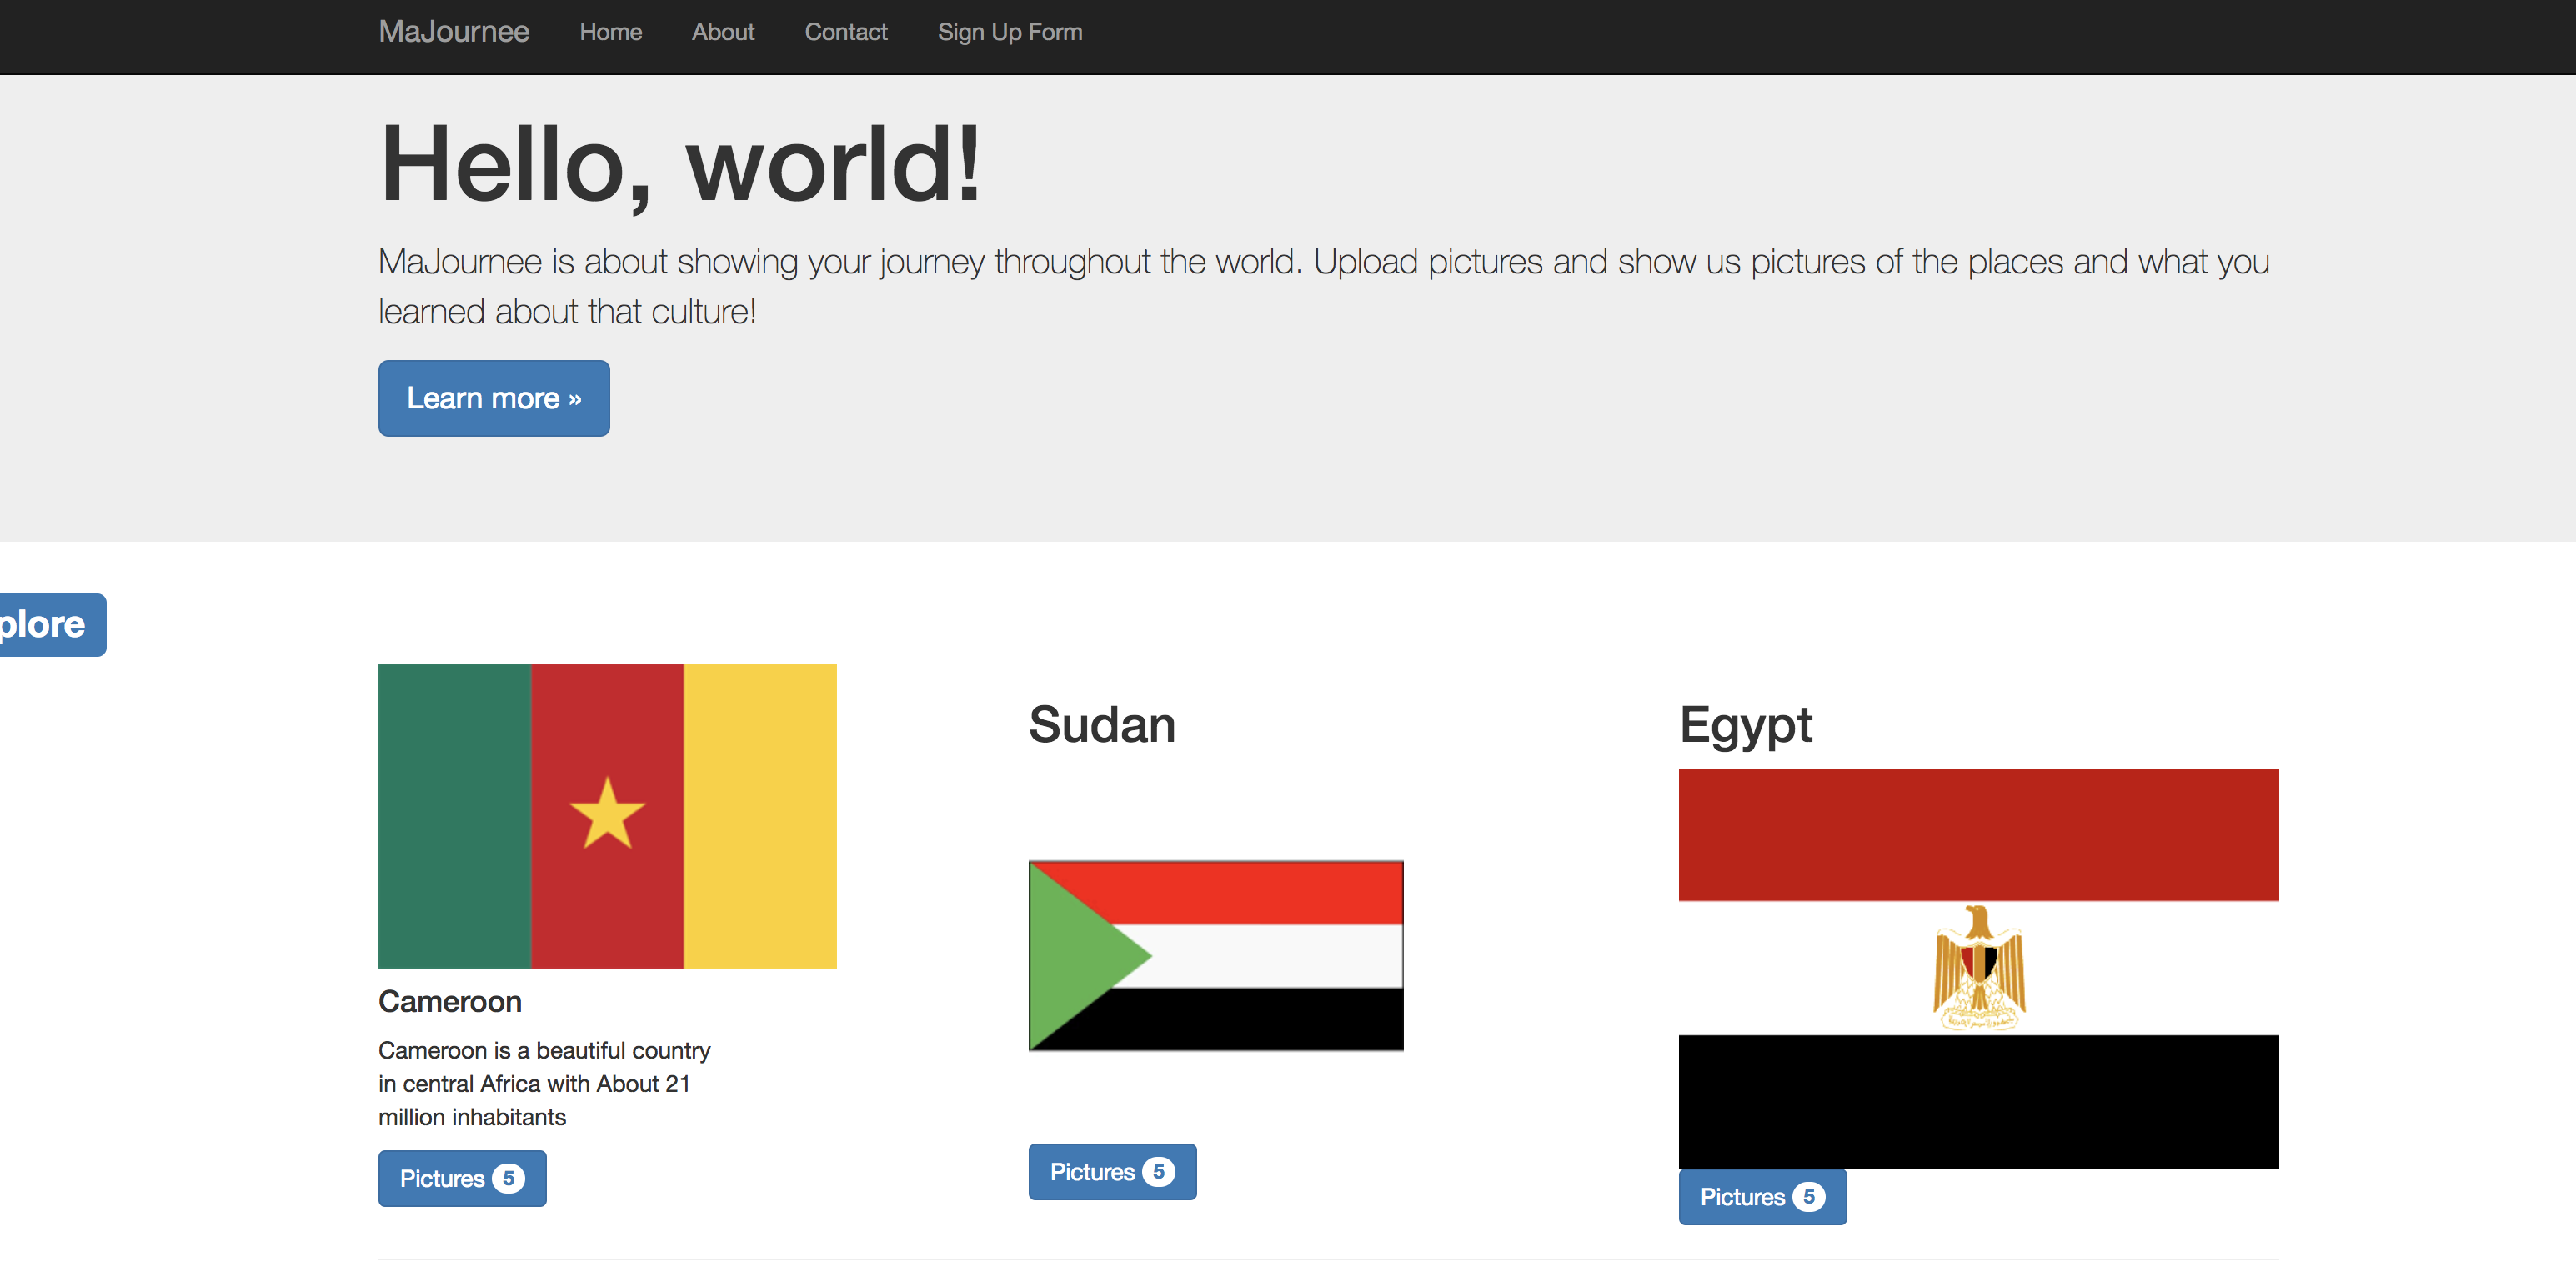 MaJournee Home About Contact Sign Up Form
Hello, world!
MaJournee is about showing your journey throughout the world. Upload pictures and show us pictures of the places and what you
learned about that culture!
Learn more »
plore
Sudan
Egypt
Cameroon
Cameroon is a beautiful country
in central Africa with About 21
million inhabitants
Pictures 5
Pictures 5
Pictures 5